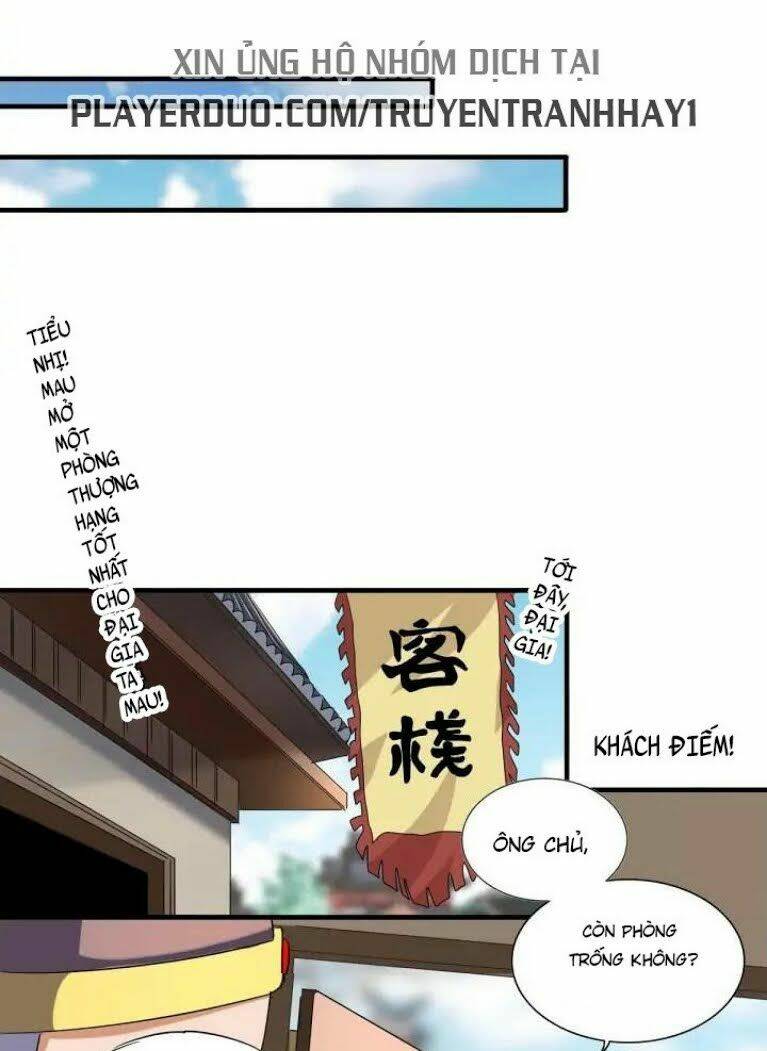 XIN ỦNG HỘ NHÓM DỊCH TẠI
PLAYERDUO.COM/TRUYENTRANHHAY1
TIỂU
NHỊ!
MAU
MỞ
MỘT
PHÒNG
THƯỢNG
HẠNG
TỐT
NHẤT
CHO
ĐẠI
GIA
TA
MAU!
TỚI
ĐÂY,
ĐẠI
GIA!
客
栈
KHÁCH ĐIẾM!
ÔNG CHỦ,
CÒN PHÒNG
TRỐNG KHÔNG?